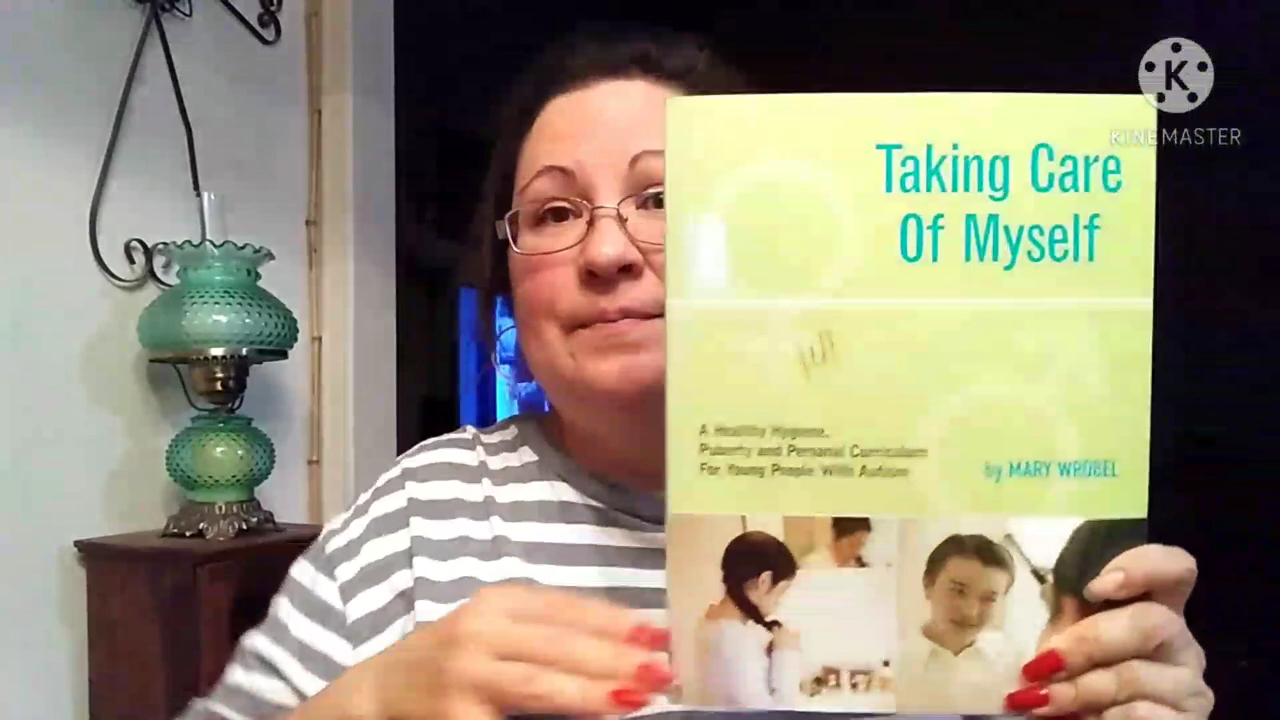 K
KINEMASTER
Taking Care
Of Myself
A Healthy Hygiene,
Puberty and Personal Curriculum
For Young People With Autism
by MARY WROBEL